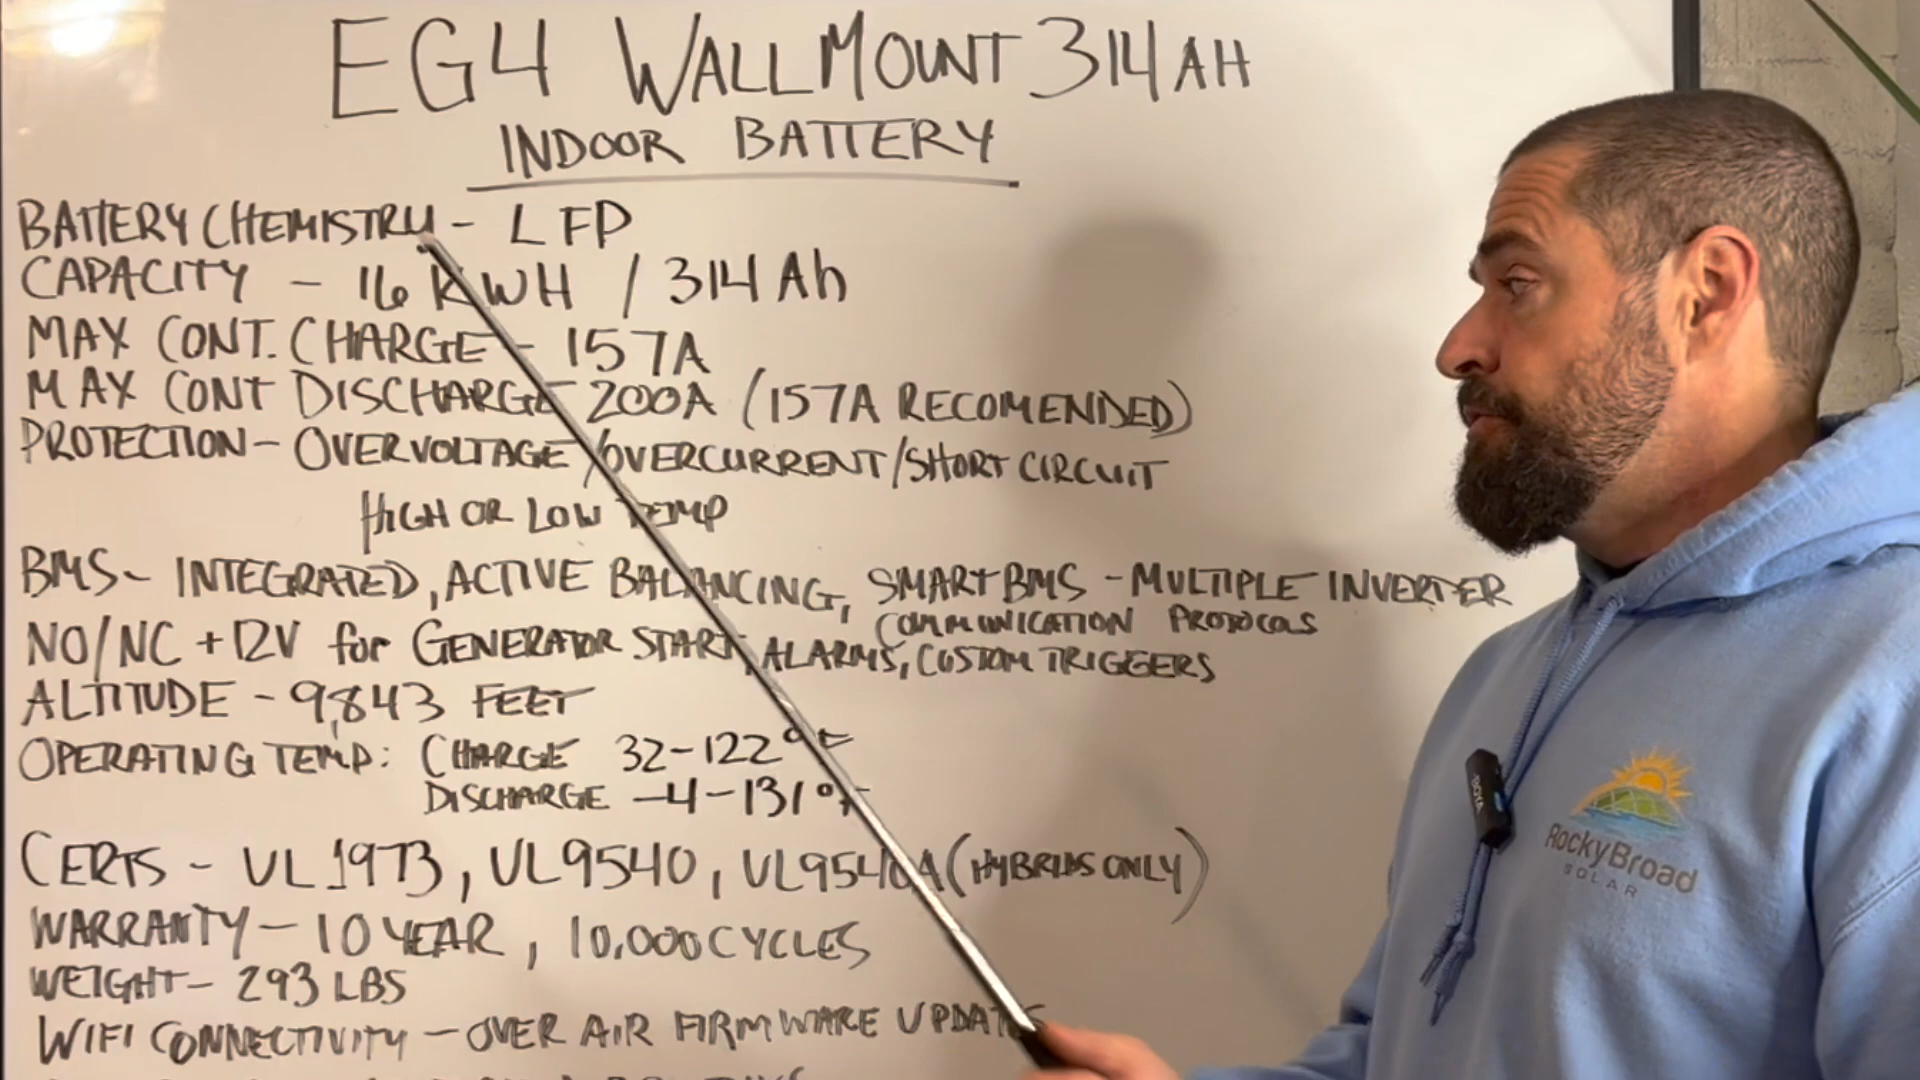 EG4 WALLMOUNT 314AH
INDOOR BATTERY
BATTERY CHEMISTRY - LFP
CAPACITY - 16 KWH / 314 Ah
MAX CONT. CHARGE - 157A
MAX CONT DISCHARGE 200A (157A RECOMENDED)
PROTECTION - OVERVOLTAGE/OVERCURRENT/SHORT CIRCUIT
HIGH OR LOW TEMP
BMS - INTEGRATED, ACTIVE BALANCING, SMART BMS - MULTIPLE INVERTER
COMMUNICATION PROTOCOLS
NO/NC + 12V for GENERATOR START, ALARMS, CUSTOM TRIGGERS
ALTITUDE - 9,843 FEET
OPERATING TEMP: CHARGE 32-122°F
DISCHARGE -4-131°F
CERTS - UL1973, UL9540, UL9540A (HYBRIDS ONLY)
WARRANTY - 10 YEAR, 10,000 CYCLES
WEIGHT - 293 LBS
WIFI CONNECTIVITY - OVER AIR FIRMWARE UPDATE
BOYA
RockyBroad
SOLAR